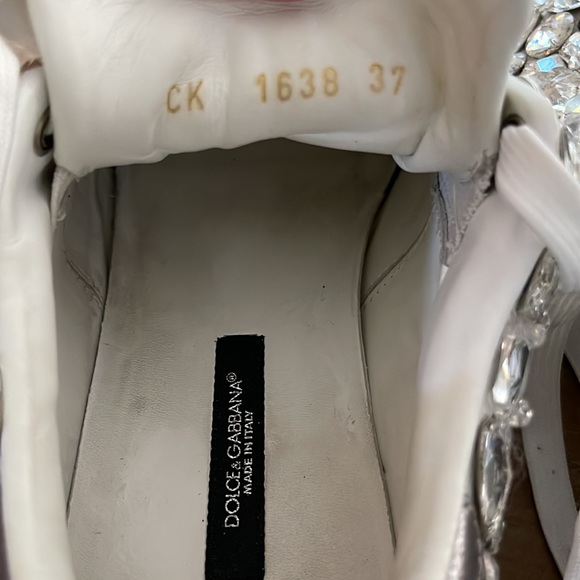 CK 1638 37
DOLCE & GABBANA®
MADE IN ITALY